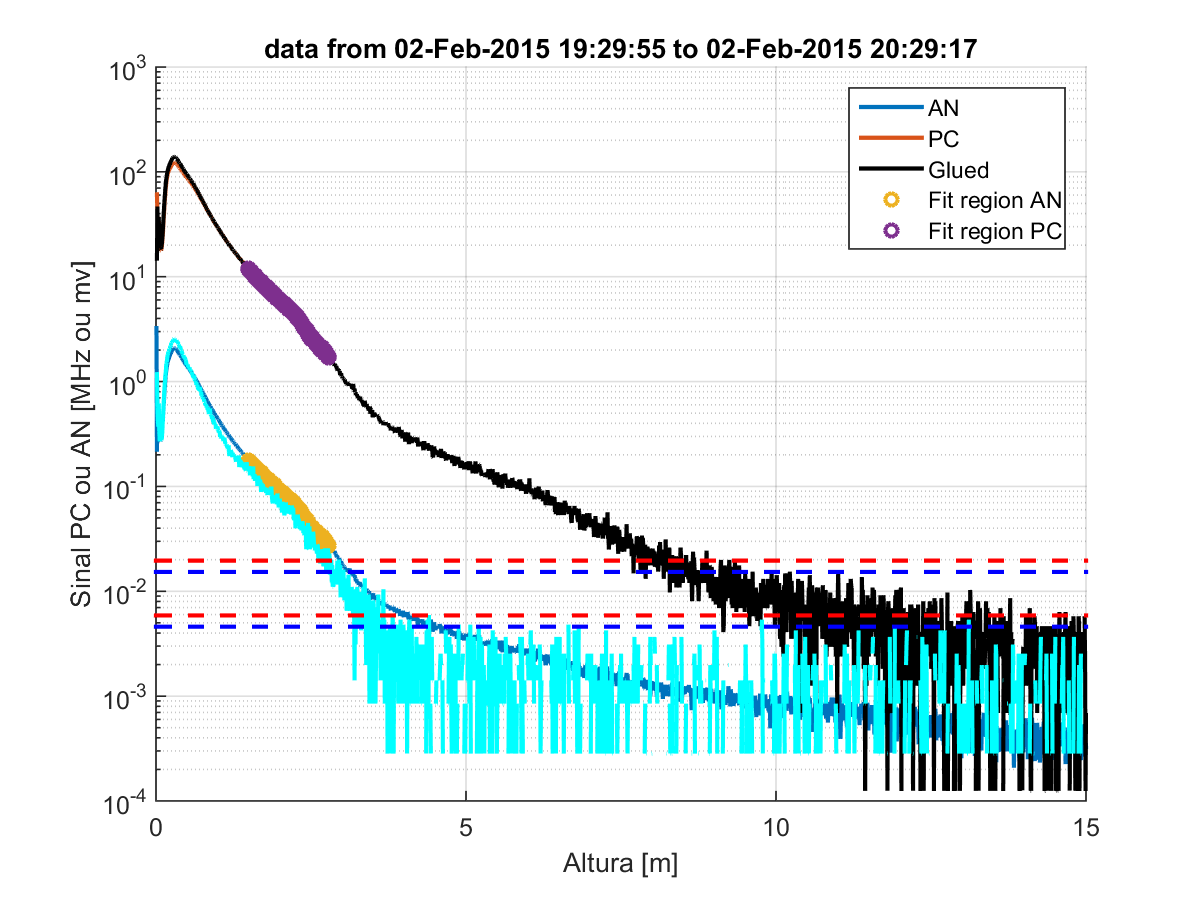 data from 02-Feb-2015 19:29:55 to 02-Feb-2015 20:29:17
10^3
10^2
10^1
10^0
10^-1
10^-2
10^-3
10^-4
Sinal PC ou AN [MHz ou mv]
AN
PC
Glued
Fit region AN
Fit region PC
0 5 10 15
Altura [m]